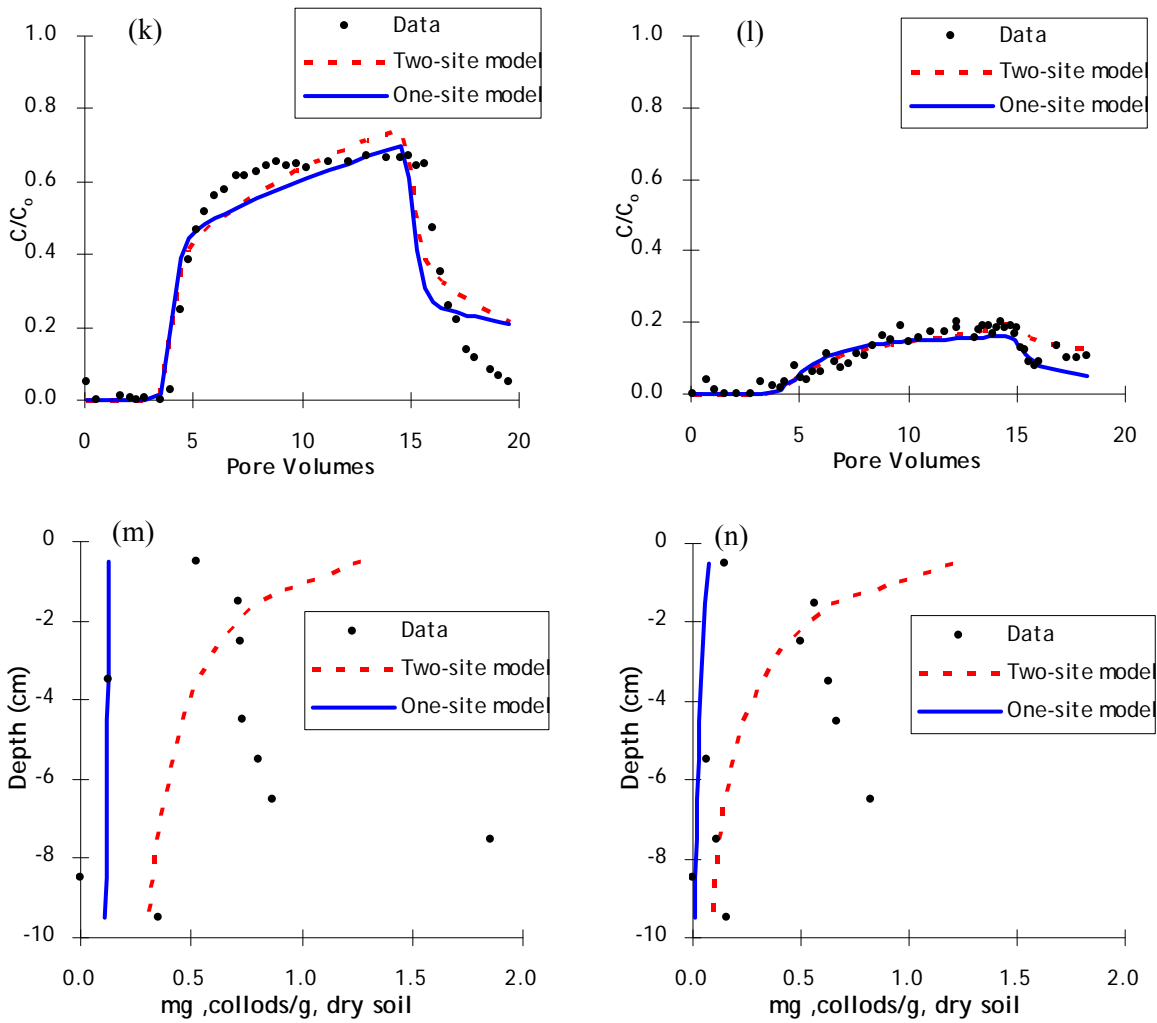 (k)
Data
Two-site model
One-site model
1.0
0.8
0.6
0.4
0.2
0.0
C/Co
0 5 10 15 20
Pore Volumes
(l)
Data
Two-site model
One-site model
1.0
0.8
0.6
0.4
0.2
0.0
C/Co
0 5 10 15 20
Pore Volumes
(m)
Data
Two-site model
One-site model
0
-2
-4
-6
-8
-10
Depth (cm)
0.0 0.5 1.0 1.5 2.0
mg ,collods/g, dry soil
(n)
Data
Two-site model
One-site model
0
-2
-4
-6
-8
-10
Depth (cm)
0.0 0.5 1.0 1.5 2.0
mg ,collods/g, dry soil